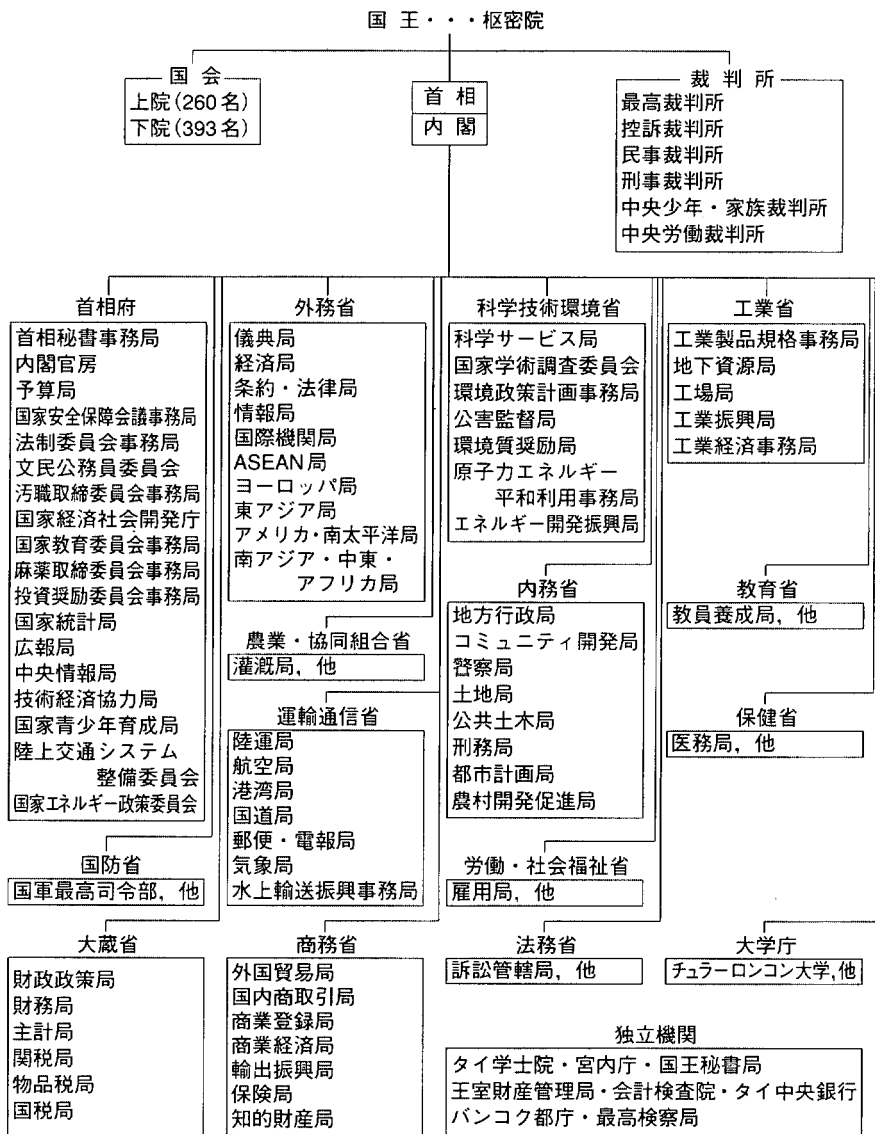 国 王・・・枢密院
国 会
上院(260名)
下院(393名)
首 相
内 閣
裁 判 所
最高裁判所
控訴裁判所
民事裁判所
刑事裁判所
中央少年・家族裁判所
中央労働裁判所
首相府
首相秘書事務局
内閣官房
予算局
国家安全保障会議事務局
法制委員会事務局
文民公務員委員会
汚職取締委員会事務局
国家経済社会開発庁
国家教育委員会事務局
麻薬取締委員会事務局
投資奨励委員会事務局
国家統計局
広報局
中央情報局
技術経済協力局
国家青少年育成局
陸上交通システム
整備委員会
国家エネルギー政策委員会
国防省
国軍最高司令部, 他
大蔵省
財政政策局
財務局
主計局
関税局
物品税局
国税局
外務省
儀典局
経済局
条約・法律局
情報局
国際機関局
ASEAN局
ヨーロッパ局
東アジア局
アメリカ・南太平洋局
南アジア・中東・
アフリカ局
農業・協同組合省
灌漑局, 他
運輸通信省
陸運局
航空局
港湾局
国道局
郵便・電報局
気象局
水上輸送振興事務局
商務省
外国貿易局
国内商取引局
商業登録局
商業経済局
輸出振興局
保険局
知的財産局
科学技術環境省
科学サービス局
国家学術調査委員会
環境政策計画事務局
公害監督局
環境質奨励局
原子力エネルギー
平和利用事務局
エネルギー開発振興局
内務省
地方行政局
コミュニティ開発局
警察局
土地局
公共土木局
刑務局
都市計画局
農村開発促進局
労働・社会福祉省
雇用局, 他
法務省
訴訟管轄局, 他
工業省
工業製品規格事務局
地下資源局
工場局
工業振興局
工業経済事務局
教育省
教員養成局, 他
保健省
医務局, 他
大学庁
チュラーロンコン大学, 他
独立機関
タイ学士院・宮内庁・国王秘書局
王室財産管理局・会計検査院・タイ中央銀行
バンコク都庁・最高検察局